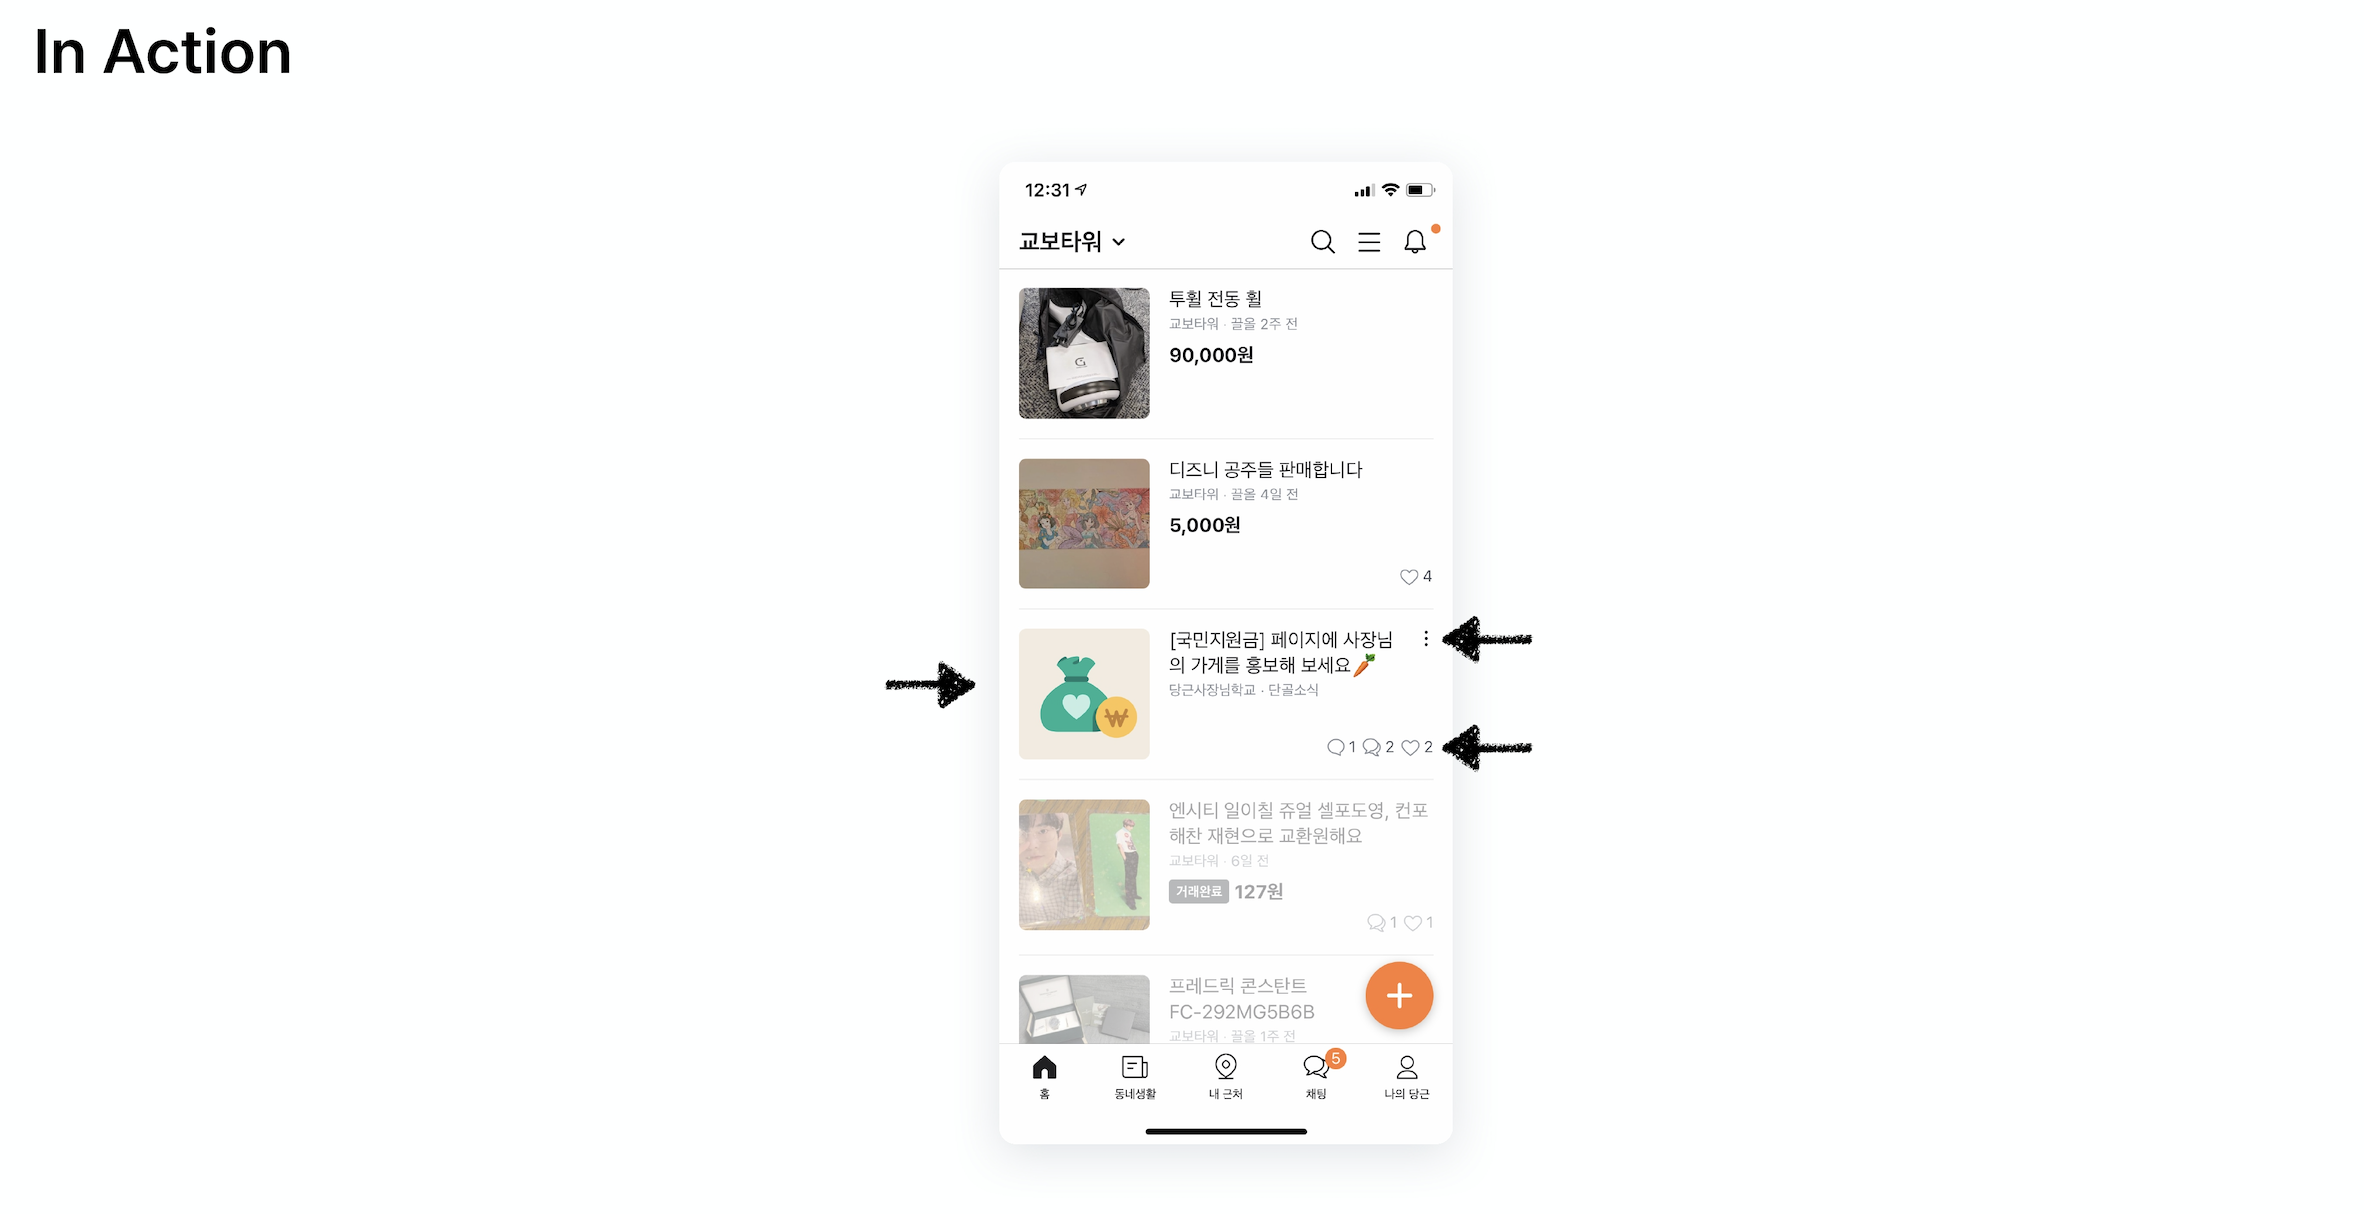 In Action
12:31
교보타워
투휠 전동 휠
교보타워 · 끌올 2주 전
90,000원
디즈니 공주들 판매합니다
교보타워 · 끌올 4일 전
5,000원
4
[국민지원금] 페이지에 사장님
의 가게를 홍보해 보세요🥕
당근사장님학교 · 단골소식
1 2 2
엔시티 일이칠 쥬얼 셀포도영, 컨포
해찬 재현으로 교환원해요
교보타워 · 6일 전
거래완료 127원
1 1
프레드릭 콘스탄트
FC-292MG5B6B
교보타워 · 끌올 1주 전
5
홈 동네생활 내 근처 채팅 나의 당근